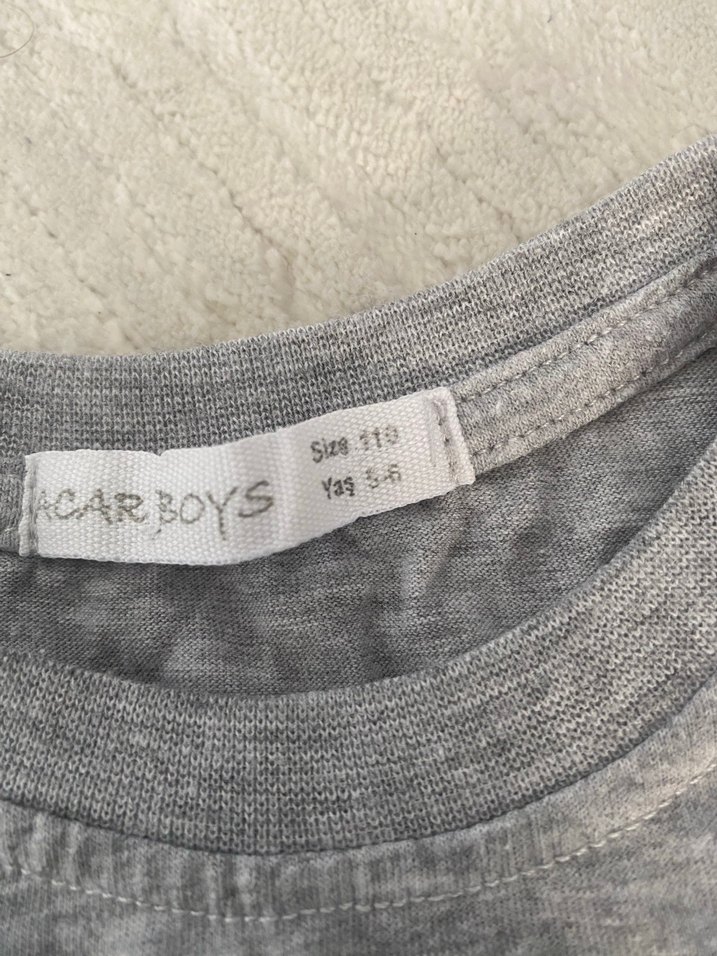 ACAR BOYS
Size 110
Yaş 5-6